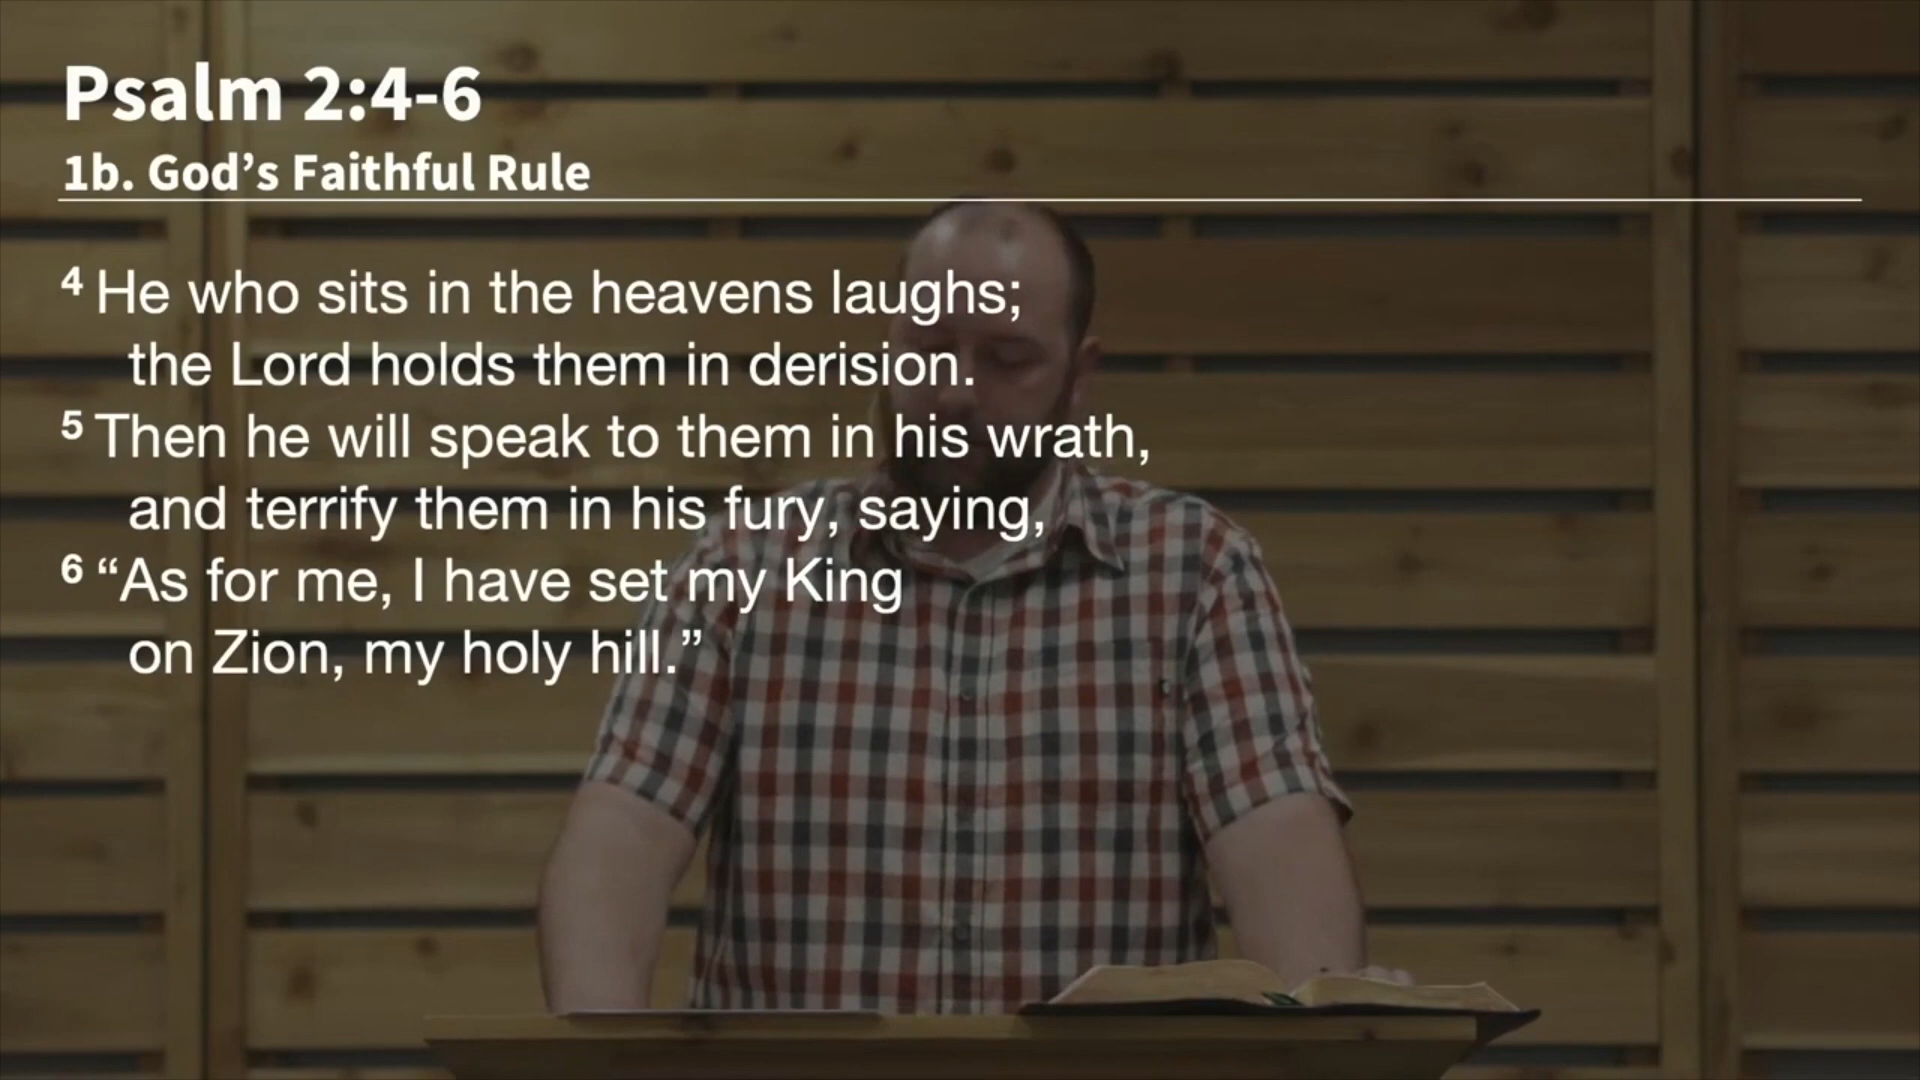 Psalm 2:4-6
1b. God’s Faithful Rule
4 He who sits in the heavens laughs;
the Lord holds them in derision.
5 Then he will speak to them in his wrath,
and terrify them in his fury, saying,
6 “As for me, I have set my King
on Zion, my holy hill.”